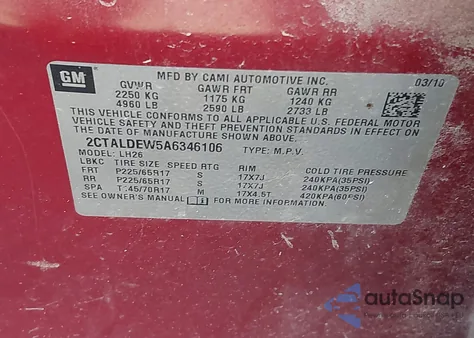 GM
MFD BY CAMI AUTOMOTIVE INC.
03/10
GVWR GAWR FRT GAWR RR
2250 KG 1175 KG 1240 KG
4960 LB 2590 LB 2733 LB
THIS VEHICLE CONFORMS TO ALL APPLICABLE U.S. FEDERAL
VEHICLE SAFETY, BUMPER, AND THEFT PREVENTION STANDARDS IN
EFFECT ON THE DATE OF MANUFACTURE SHOWN ABOVE.
2CTALDEW5A6346106 TYPE: M.P.V.
MODEL: LH26
LBKC TIRE SIZE SPEED RTG RIM COLD TIRE PRESSURE
FRT P225/65R17 S 17X7J 240KPA(35PSI)
RR P225/65R17 S 17X7J 240KPA(35PSI)
SPA T:45/70R17 M 17X4.5T 420KPA(60PSI)
SEE OWNER'S MANUAL FOR MORE INFORMATION.
autoSnap